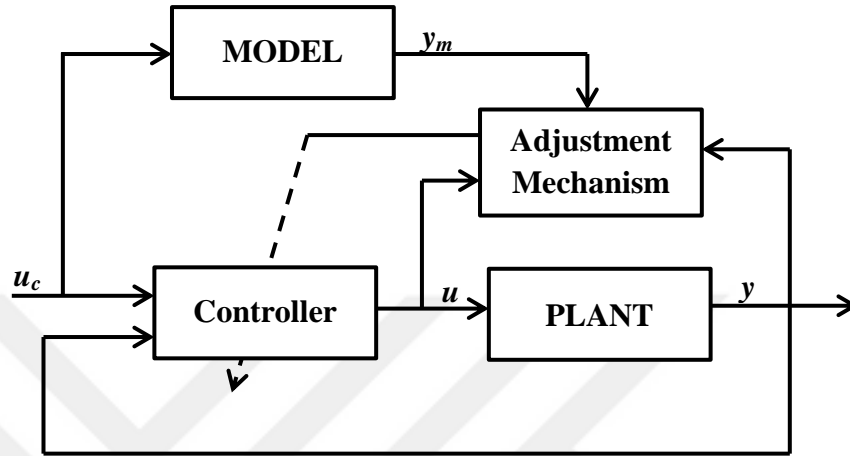 MODEL
y_m
Adjustment
Mechanism
u_c
Controller
u
PLANT
y